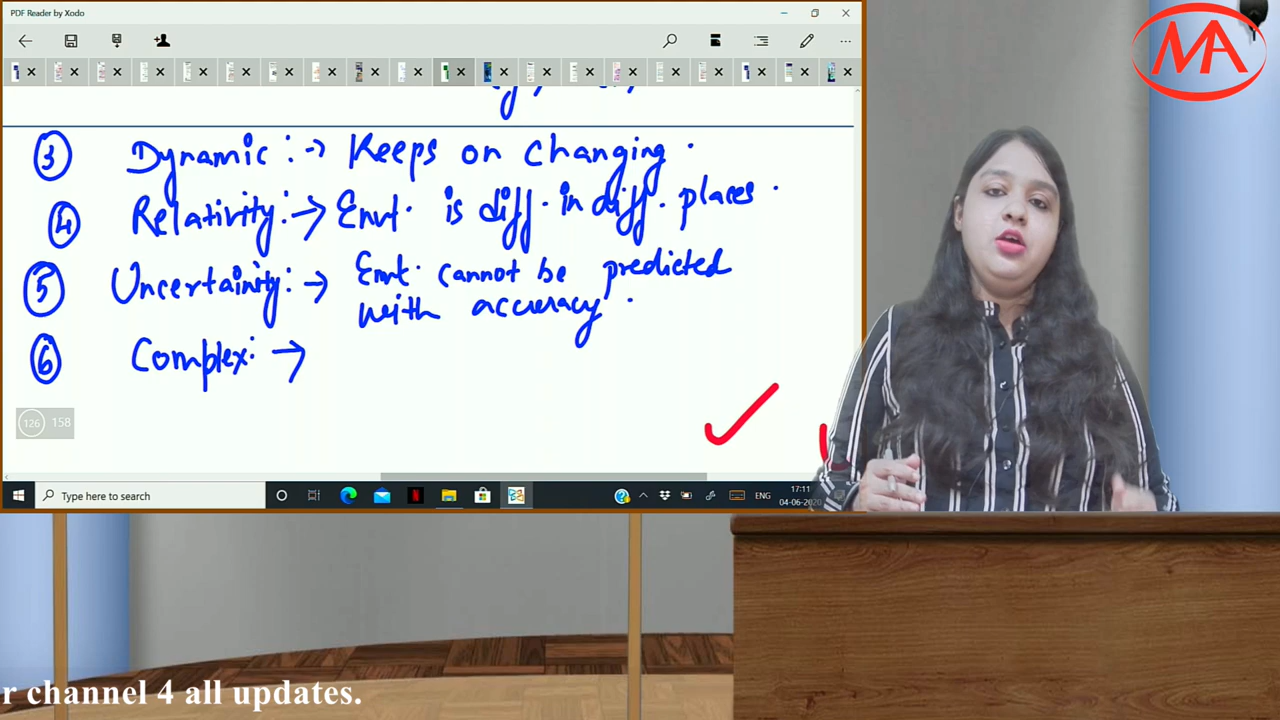 PDF Reader by Xodo
MA
③ Dynamic :→ Keeps on changing.
④ Relativity :→ Envt. is diff. in diff. places.
⑤ Uncertainity :→ Envt. cannot be predicted
with accuracy.
⑥ Complex :→
126 158
Type here to search
ENG
17:11
04-06-2020
r channel 4 all updates.